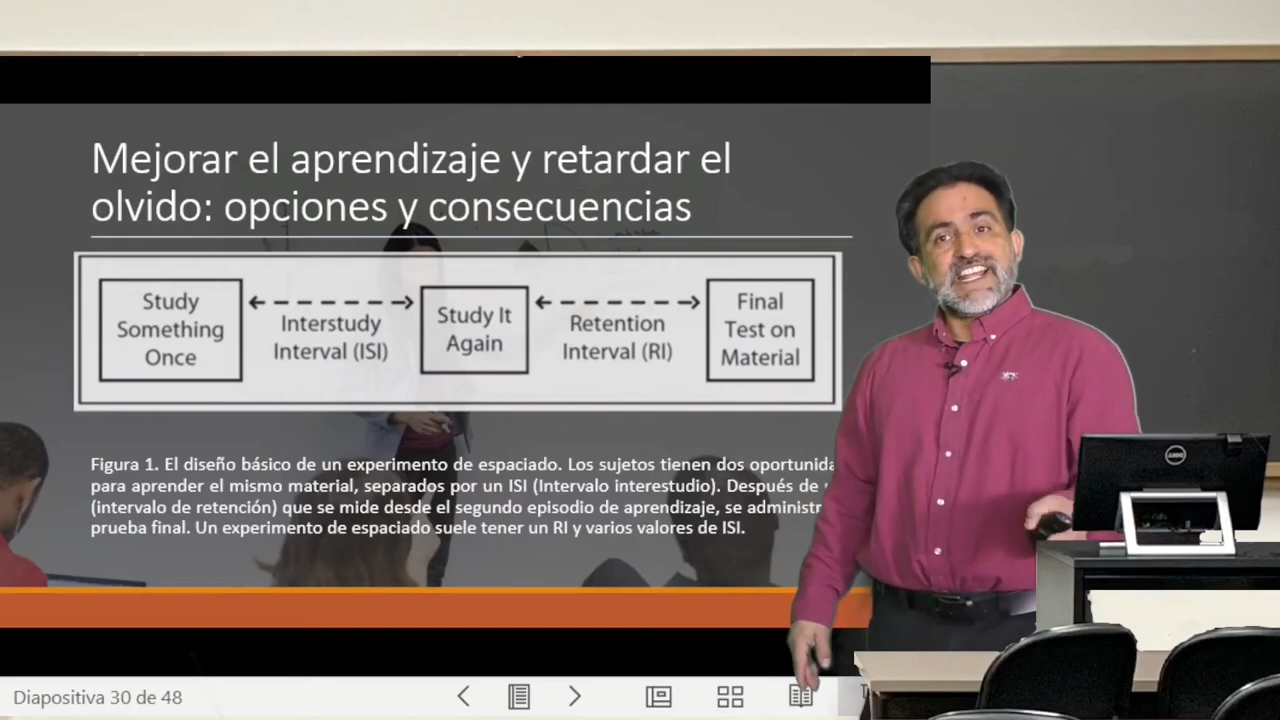 Mejorar el aprendizaje y retardar el
olvido: opciones y consecuencias
Study
Something
Once
Interstudy
Interval (ISI)
Study It
Again
Retention
Interval (RI)
Final
Test on
Material
Figura 1. El diseño básico de un experimento de espaciado. Los sujetos tienen dos oportunida
para aprender el mismo material, separados por un ISI (Intervalo interestudio). Después de
(intervalo de retención) que se mide desde el segundo episodio de aprendizaje, se administr
prueba final. Un experimento de espaciado suele tener un RI y varios valores de ISI.
DELL
Diapositiva 30 de 48